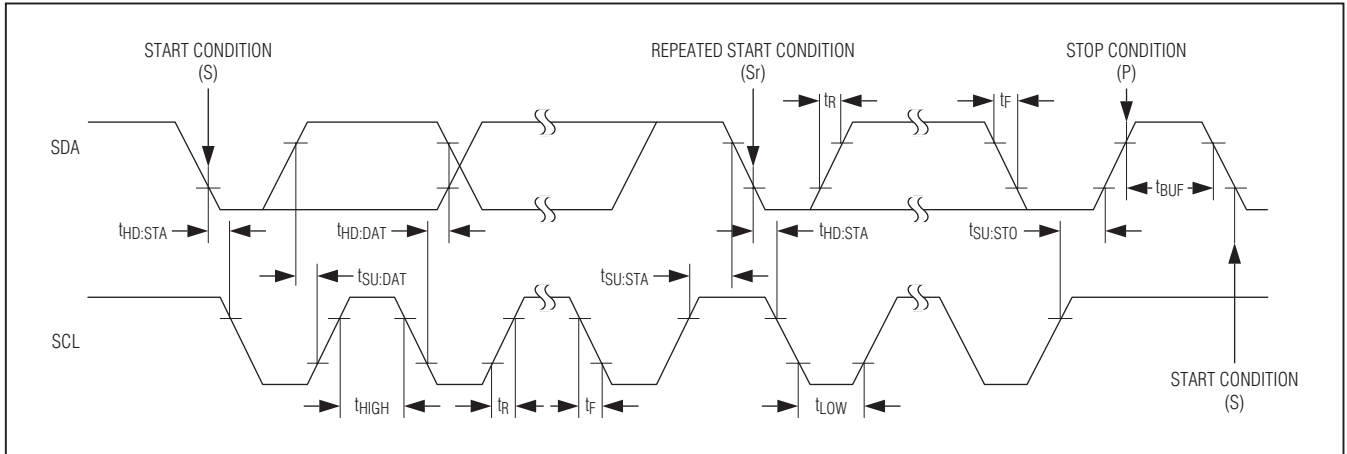 START CONDITION
(S)
REPEATED START CONDITION
(Sr)
STOP CONDITION
(P)
tR
tF
SDA
tBUF
tHD:STA
tHD:DAT
tHD:STA
tSU:STO
tSU:DAT
tSU:STA
SCL
tHIGH
tR
tF
tLOW
START CONDITION
(S)